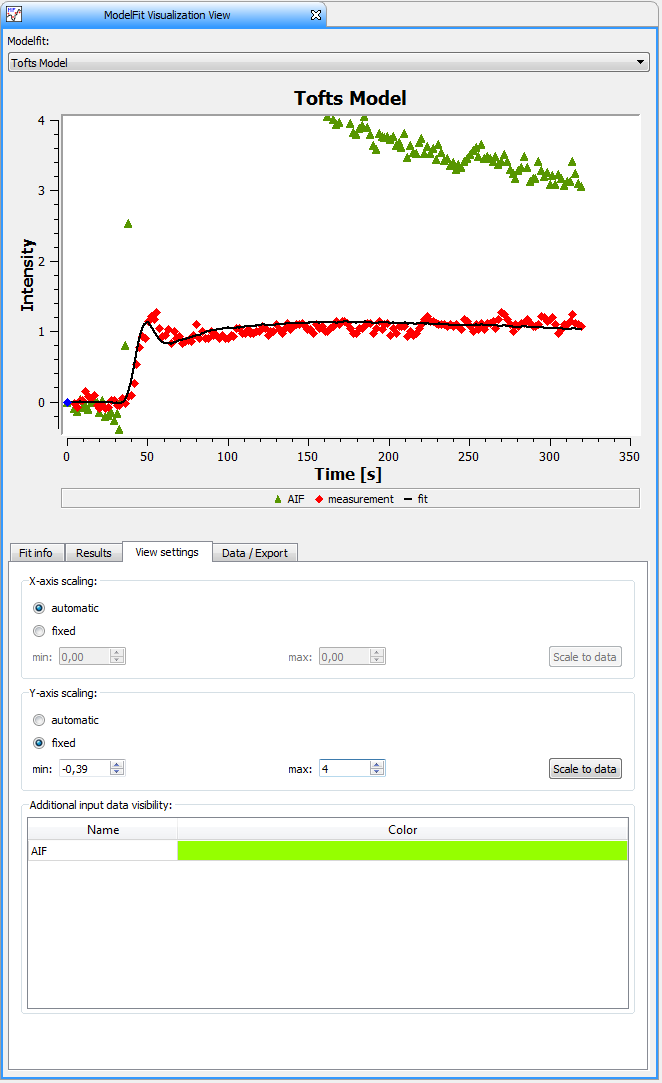 ModelFit Visualization View
Modelfit:
Tofts Model
Tofts Model
4
3
2
1
0
Intensity
0 50 100 150 200 250 300 350
Time [s]
AIF measurement fit
Fit info Results View settings Data / Export
X-axis scaling:
automatic
fixed
min: 0,00 max: 0,00 Scale to data
Y-axis scaling:
automatic
fixed
min: -0,39 max: 4 Scale to data
Additional input data visibility:
Name Color
AIF